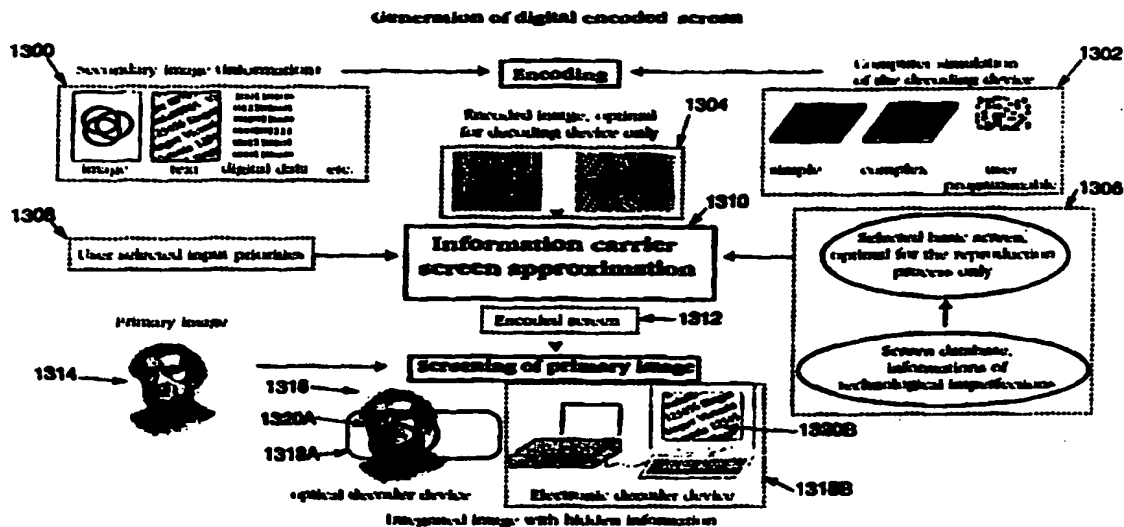 Generation of digital encoded screen
1300
Secondary image (information)
Encoding
Computer simulation
of the decoding device
1302
Encoded image, optimal
for decoding device only
1304
image
text
digital data
etc.
simple
complex
user
programmable
1308
1310
1306
User selected input priorities
Information carrier
screen approximation
Selected basic screen,
optimal for the reproduction
process only
Encoded screen
1312
Primary image
Screening of primary image
Screen database,
informations of
technological imperfections
1314
1316
1320A
1318A
1320B
1318B
optical decoder device
Electronic decoder device
Integrated image with hidden information